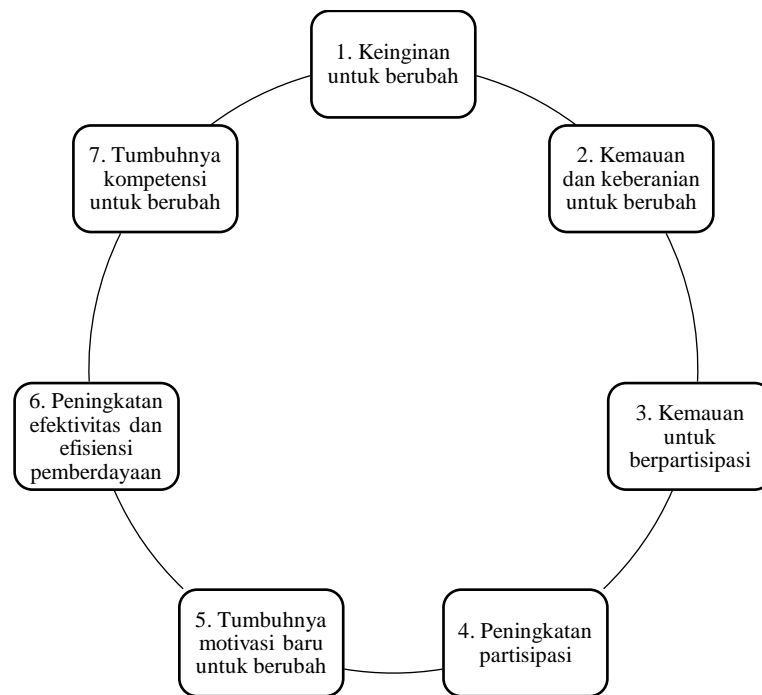 1. Keinginan
untuk berubah
2. Kemauan
dan keberanian
untuk berubah
3. Kemauan
untuk
berpartisipasi
4. Peningkatan
partisipasi
5. Tumbuhnya
motivasi baru
untuk berubah
6. Peningkatan
efektivitas dan
efisiensi
pemberdayaan
7. Tumbuhnya
kompetensi
untuk berubah